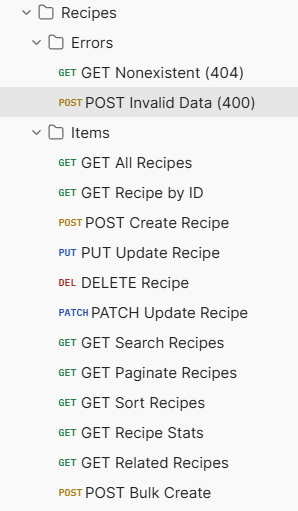 Recipes
Errors
GET GET Nonexistent (404)
POST POST Invalid Data (400)
Items
GET GET All Recipes
GET GET Recipe by ID
POST POST Create Recipe
PUT PUT Update Recipe
DEL DELETE Recipe
PATCH PATCH Update Recipe
GET GET Search Recipes
GET GET Paginate Recipes
GET GET Sort Recipes
GET GET Recipe Stats
GET GET Related Recipes
POST POST Bulk Create